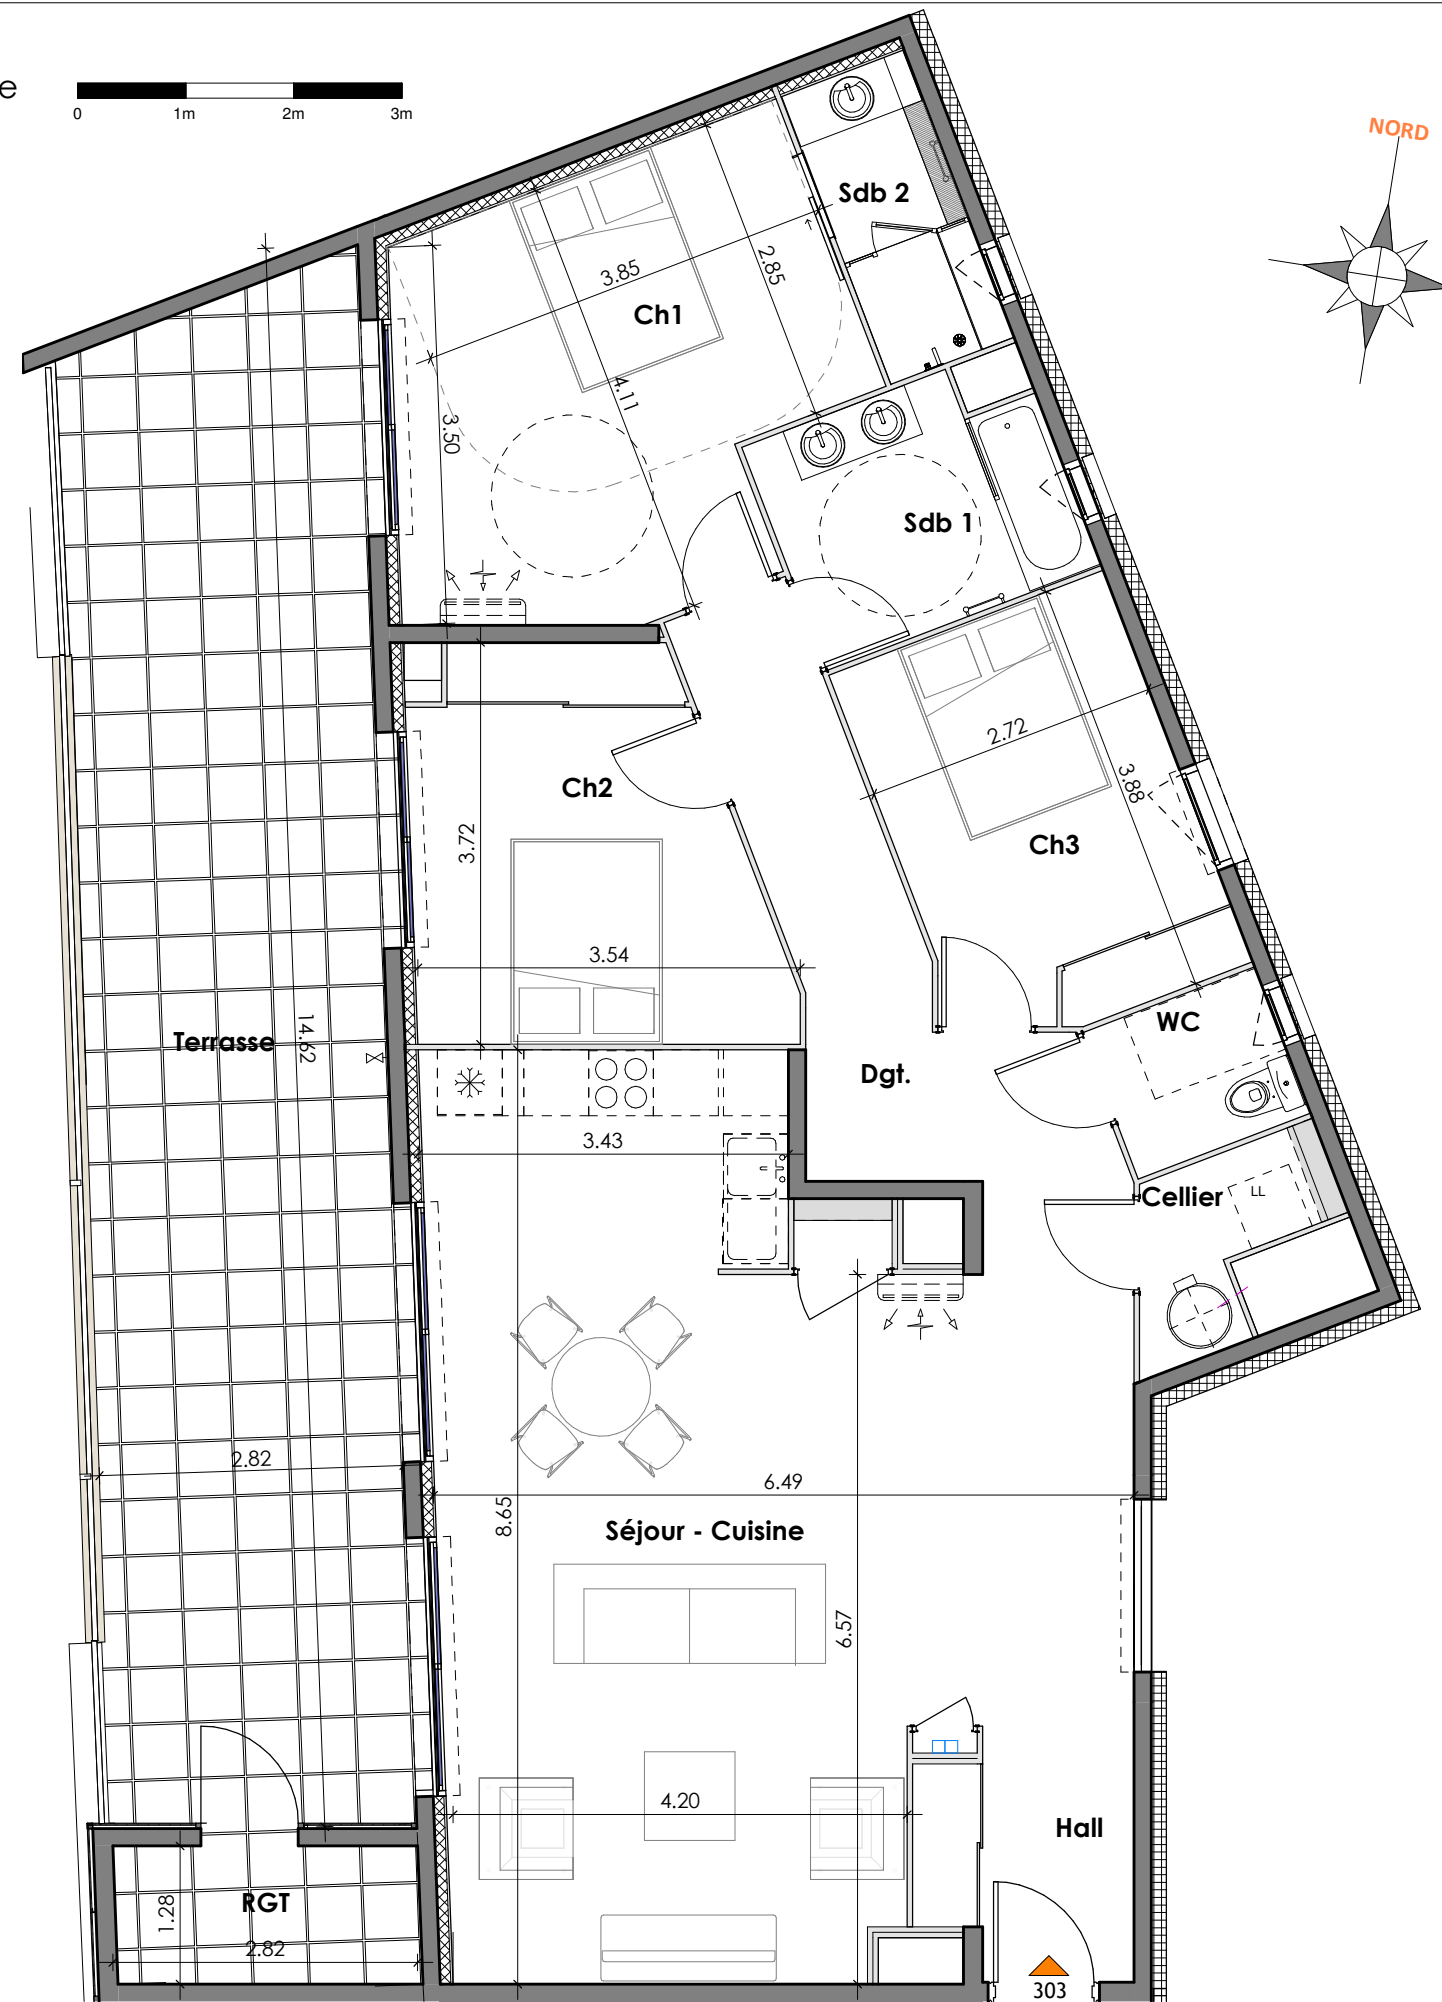 e
0 1m 2m 3m
NORD
Sdb 2
3.85
2.85
Ch1
4.11
3.50
Sdb 1
2.72
3.88
Ch2
3.72
Ch3
3.54
WC
Terrasse
14.62
Dgt.
3.43
Cellier
LL
2.82
6.49
8.65
Séjour - Cuisine
6.57
4.20
Hall
RGT
1.28
2.82
303